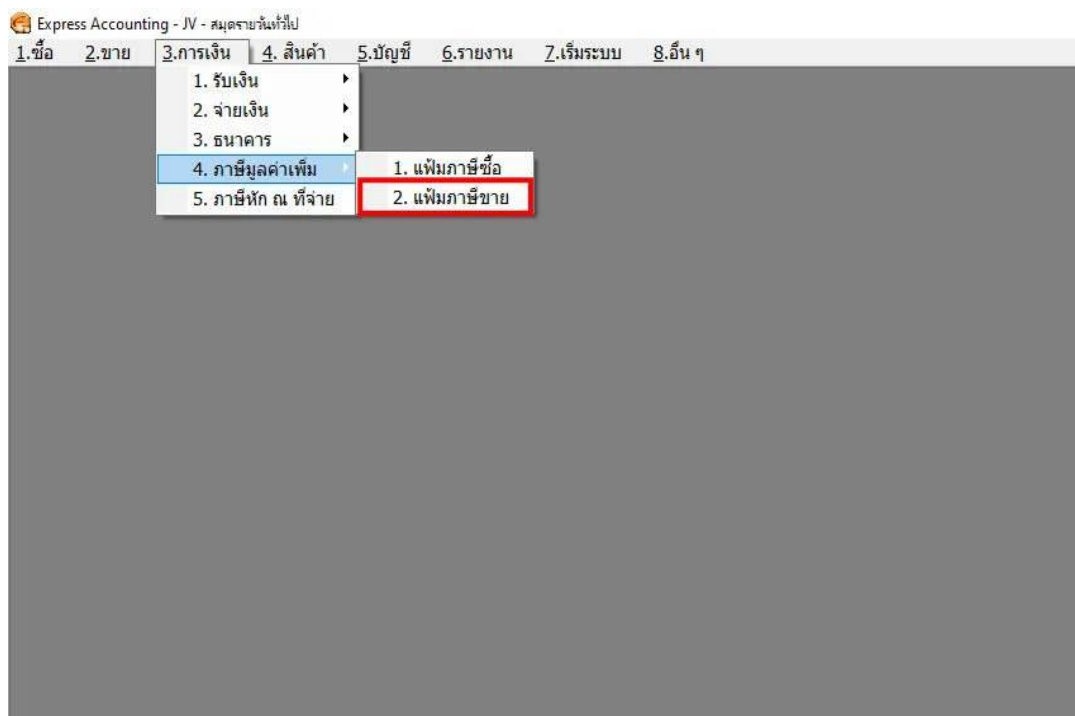 Express Accounting - JV - สมุดรายวันทั่วไป
1.ซื้อ 2.ขาย 3.การเงิน 4. สินค้า 5.บัญชี 6.รายงาน 7.เริ่มระบบ 8.อื่น ๆ
1. รับเงิน
2. จ่ายเงิน
3. ธนาคาร
4. ภาษีมูลค่าเพิ่ม
5. ภาษีหัก ณ ที่จ่าย
1. แฟ้มภาษีซื้อ
2. แฟ้มภาษีขาย